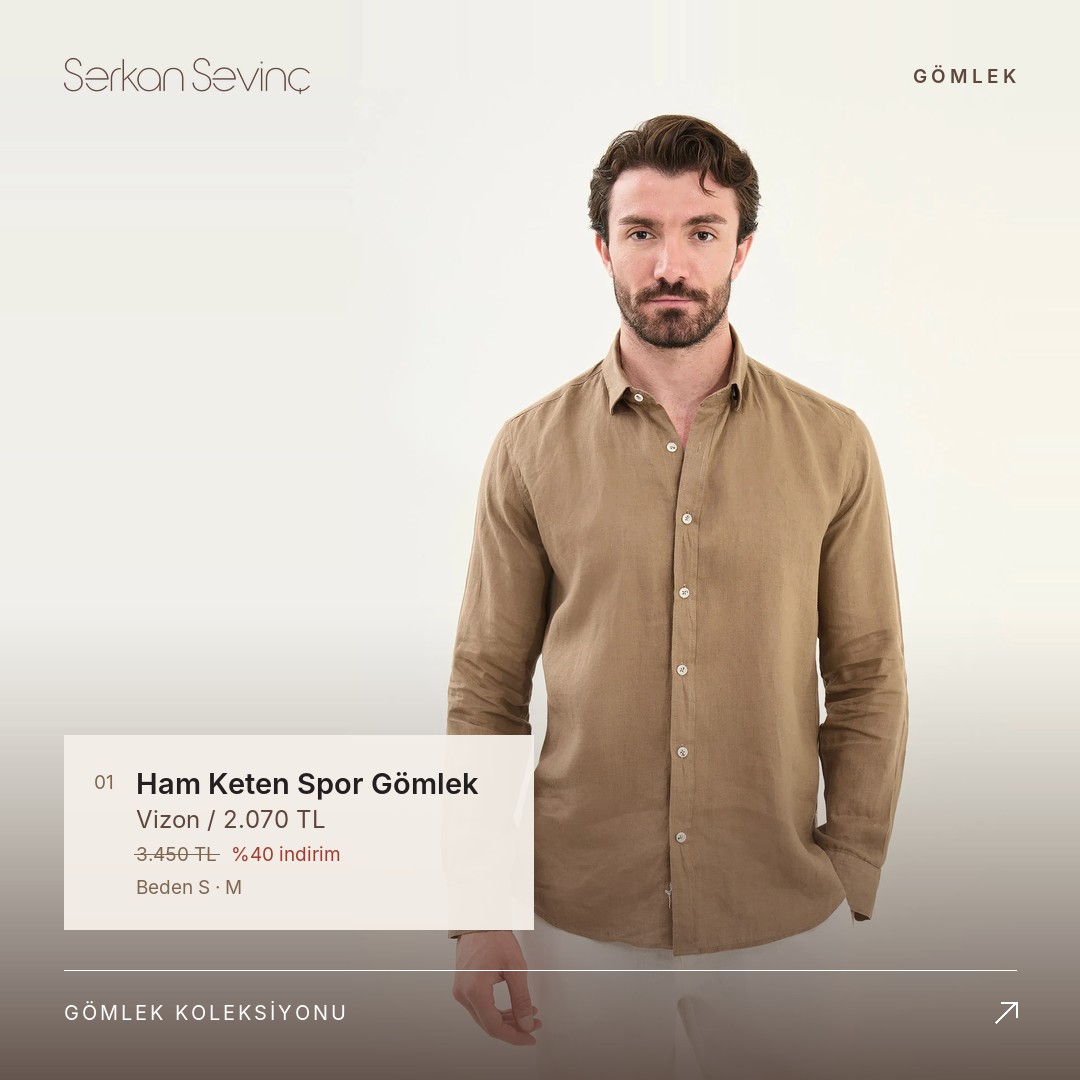 Serkan Sevinç
GÖMLEK
01
Ham Keten Spor Gömlek
Vizon / 2.070 TL
3.450 TL %40 indirim
Beden S · M
GÖMLEK KOLEKSİYONU